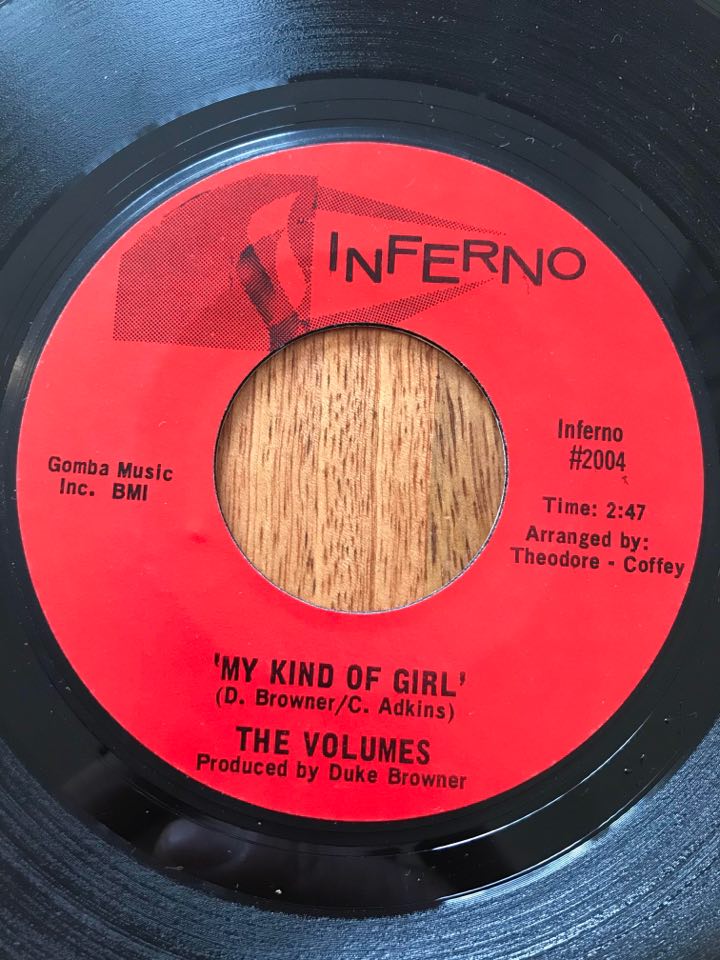 INFERNO
Gomba Music
Inc. BMI
Inferno
#2004
Time: 2:47
Arranged by:
Theodore - Coffey
'MY KIND OF GIRL'
(D. Browner/C. Adkins)
THE VOLUMES
Produced by Duke Browner